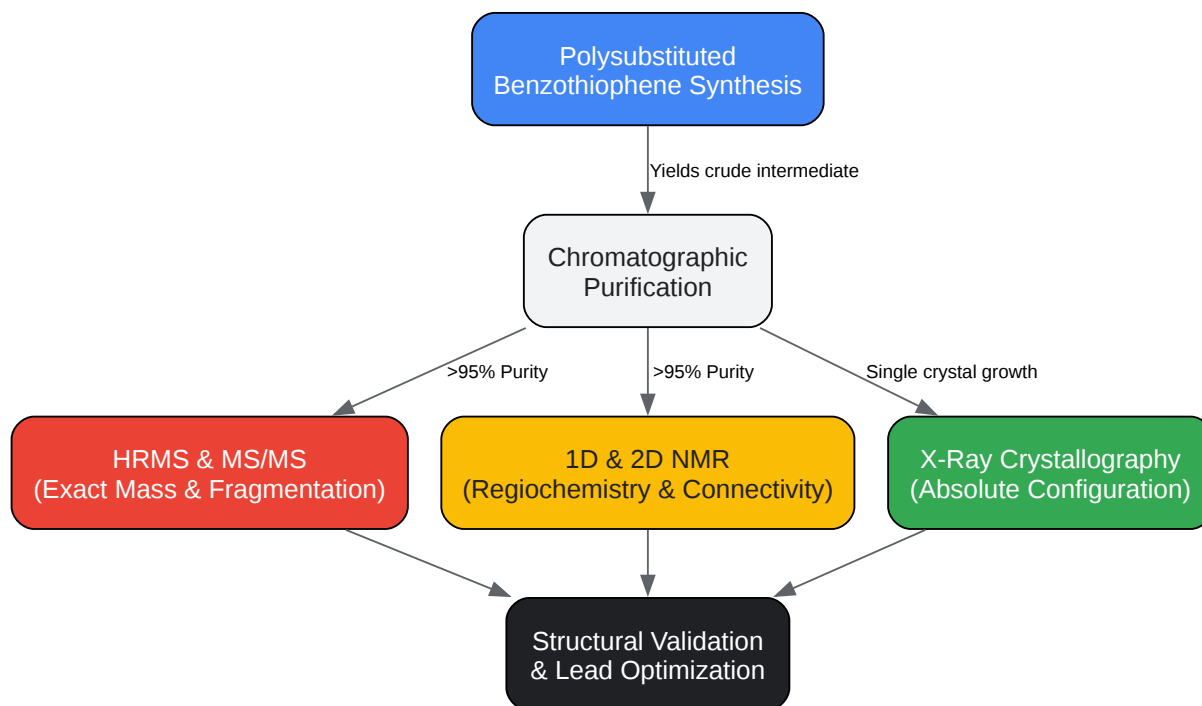 Polysubstituted
Benzothiophene Synthesis
Yields crude intermediate
Chromatographic
Purification
>95% Purity
>95% Purity
Single crystal growth
HRMS & MS/MS
(Exact Mass & Fragmentation)
1D & 2D NMR
(Regiochemistry & Connectivity)
X-Ray Crystallography
(Absolute Configuration)
Structural Validation
& Lead Optimization